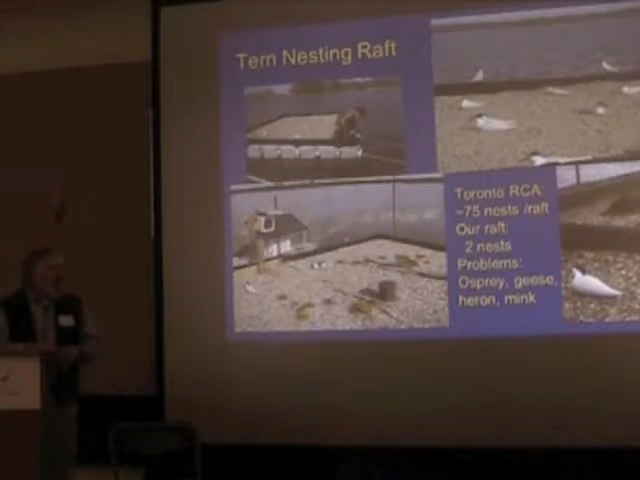 Tern Nesting Raft
Toronto RCA:
~75 nests /raft
Our raft:
2 nests
Problems:
Osprey, geese,
heron, mink